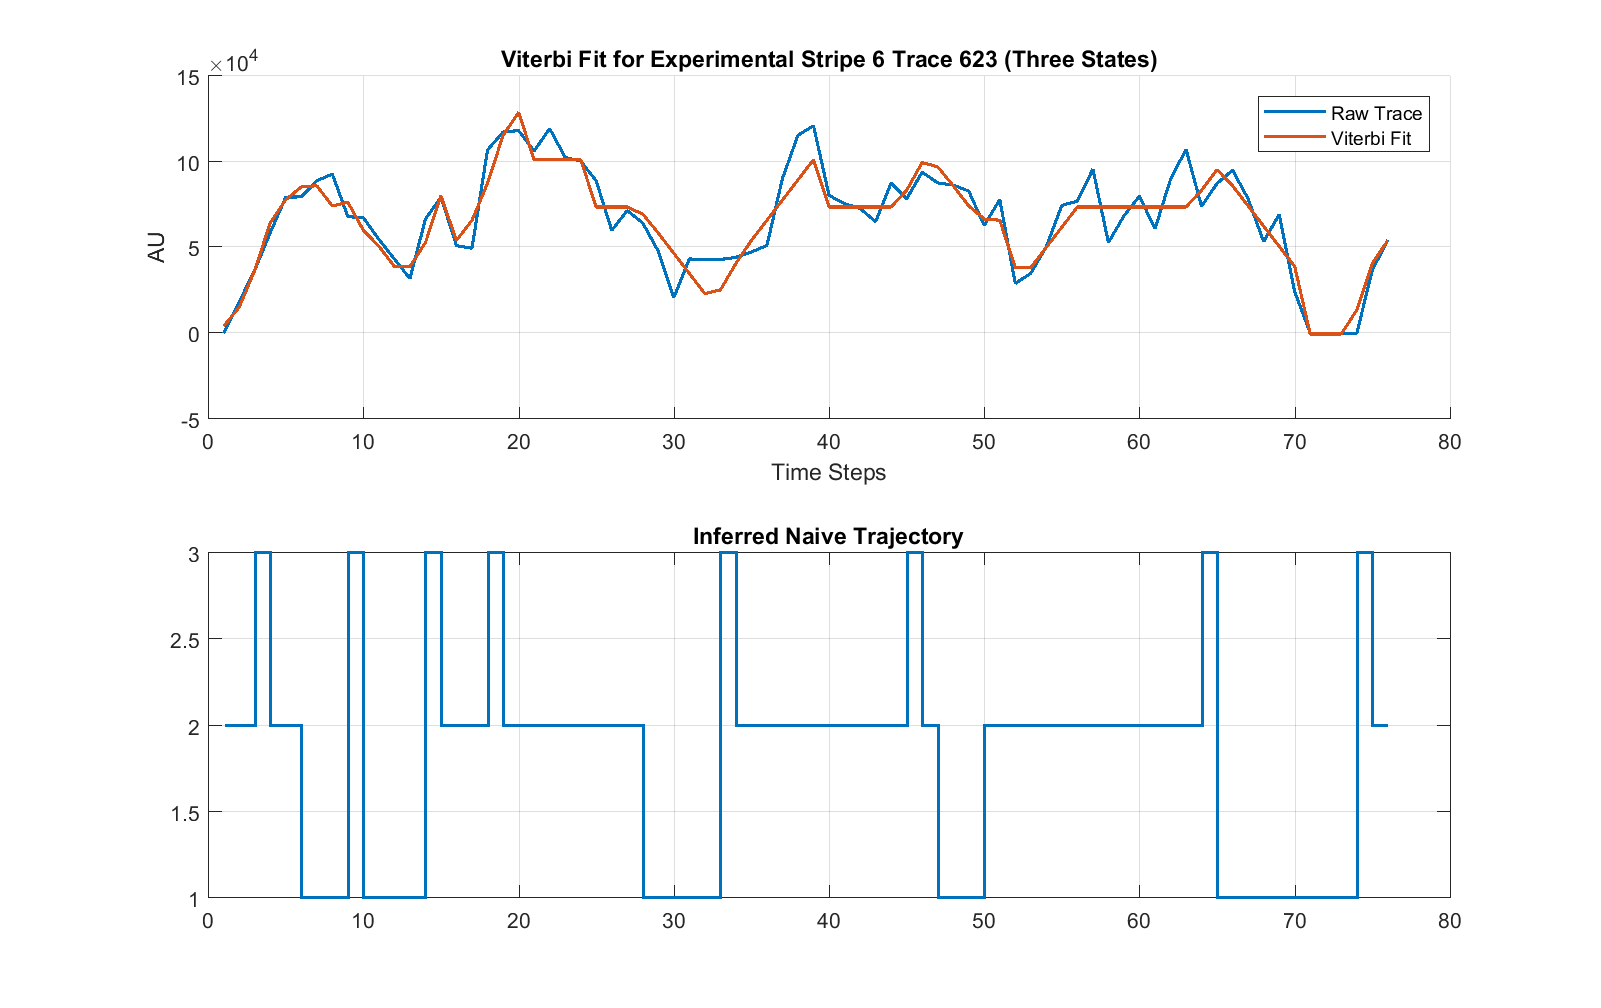 Viterbi Fit for Experimental Stripe 6 Trace 623 (Three States)
×10⁴
15
10
5
0
-5
AU
Raw Trace
Viterbi Fit
0 10 20 30 40 50 60 70 80
Time Steps
Inferred Naive Trajectory
3
2.5
2
1.5
1
0 10 20 30 40 50 60 70 80